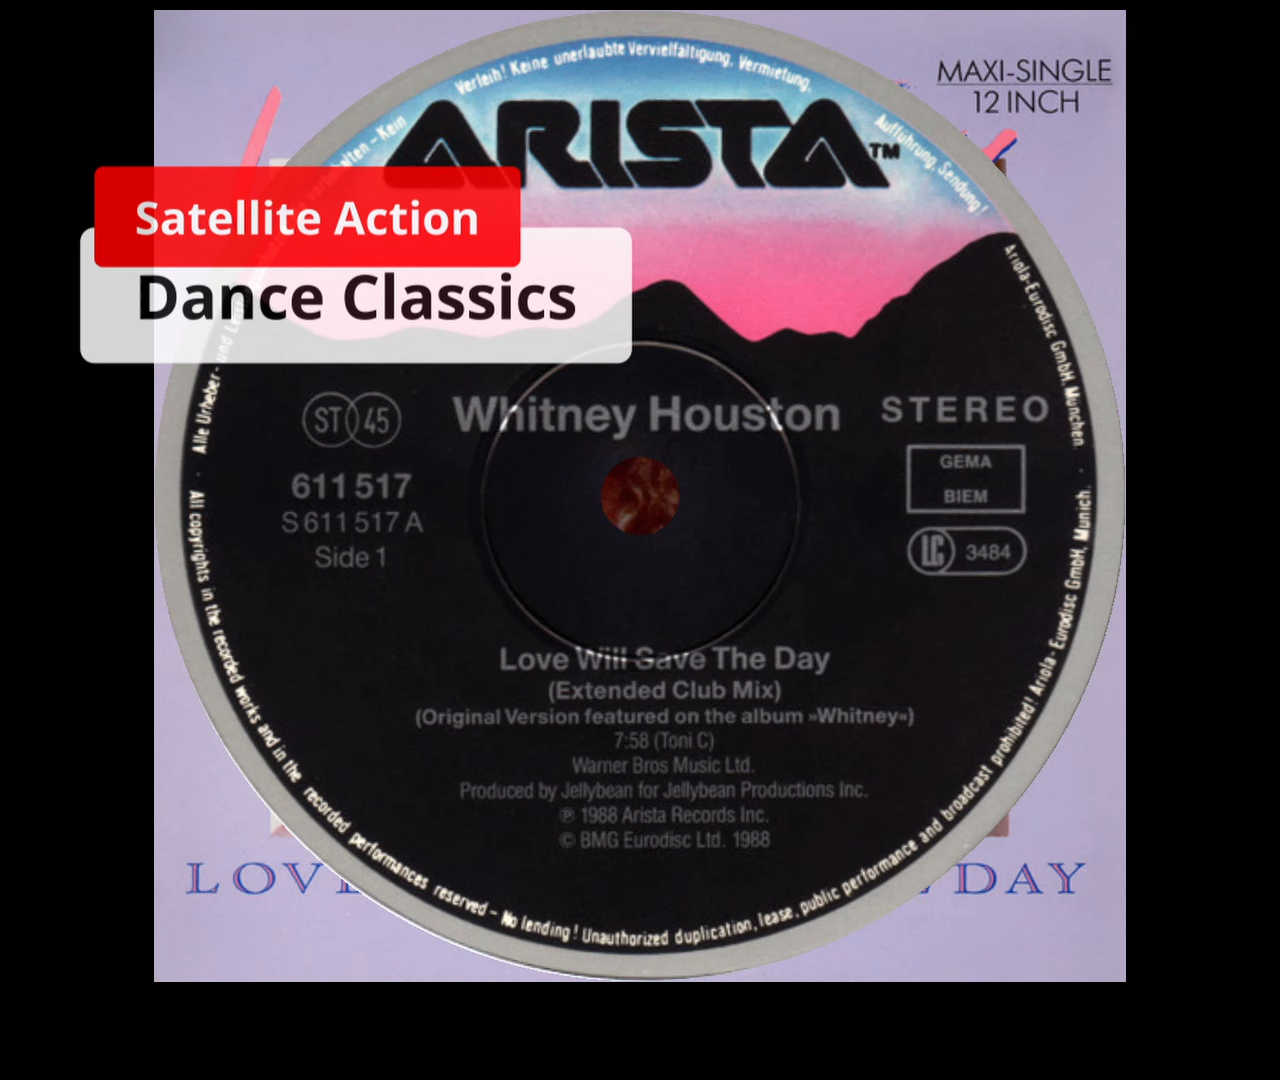 MAXI-SINGLE
12 INCH
Verleih! Keine unerlaubte Vervielfältigung, Vermietung,
Aufführung, Sendung!
ARISTA™
Satellite Action
Dance Classics
Alle Urheber- und
alten – Kein
Ariola-Eurodisc GmbH, München.
ST 45
Whitney Houston
STEREO
611 517
S 611 517 A
Side 1
GEMA
BIEM
LC 3484
Love Will Save The Day
(Extended Club Mix)
(Original Version featured on the album »Whitney«)
7:58 (Toni C)
Warner Bros Music Ltd.
Produced by Jellybean for Jellybean Productions Inc.
℗ 1988 Arista Records Inc.
© BMG Eurodisc Ltd. 1988
All copyrights in the recorded works and in the recorded performances reserved – No lending! Unauthorized duplication, lease, public performance and broadcast prohibited! Ariola-Eurodisc GmbH, Munich.
LOVE DAY